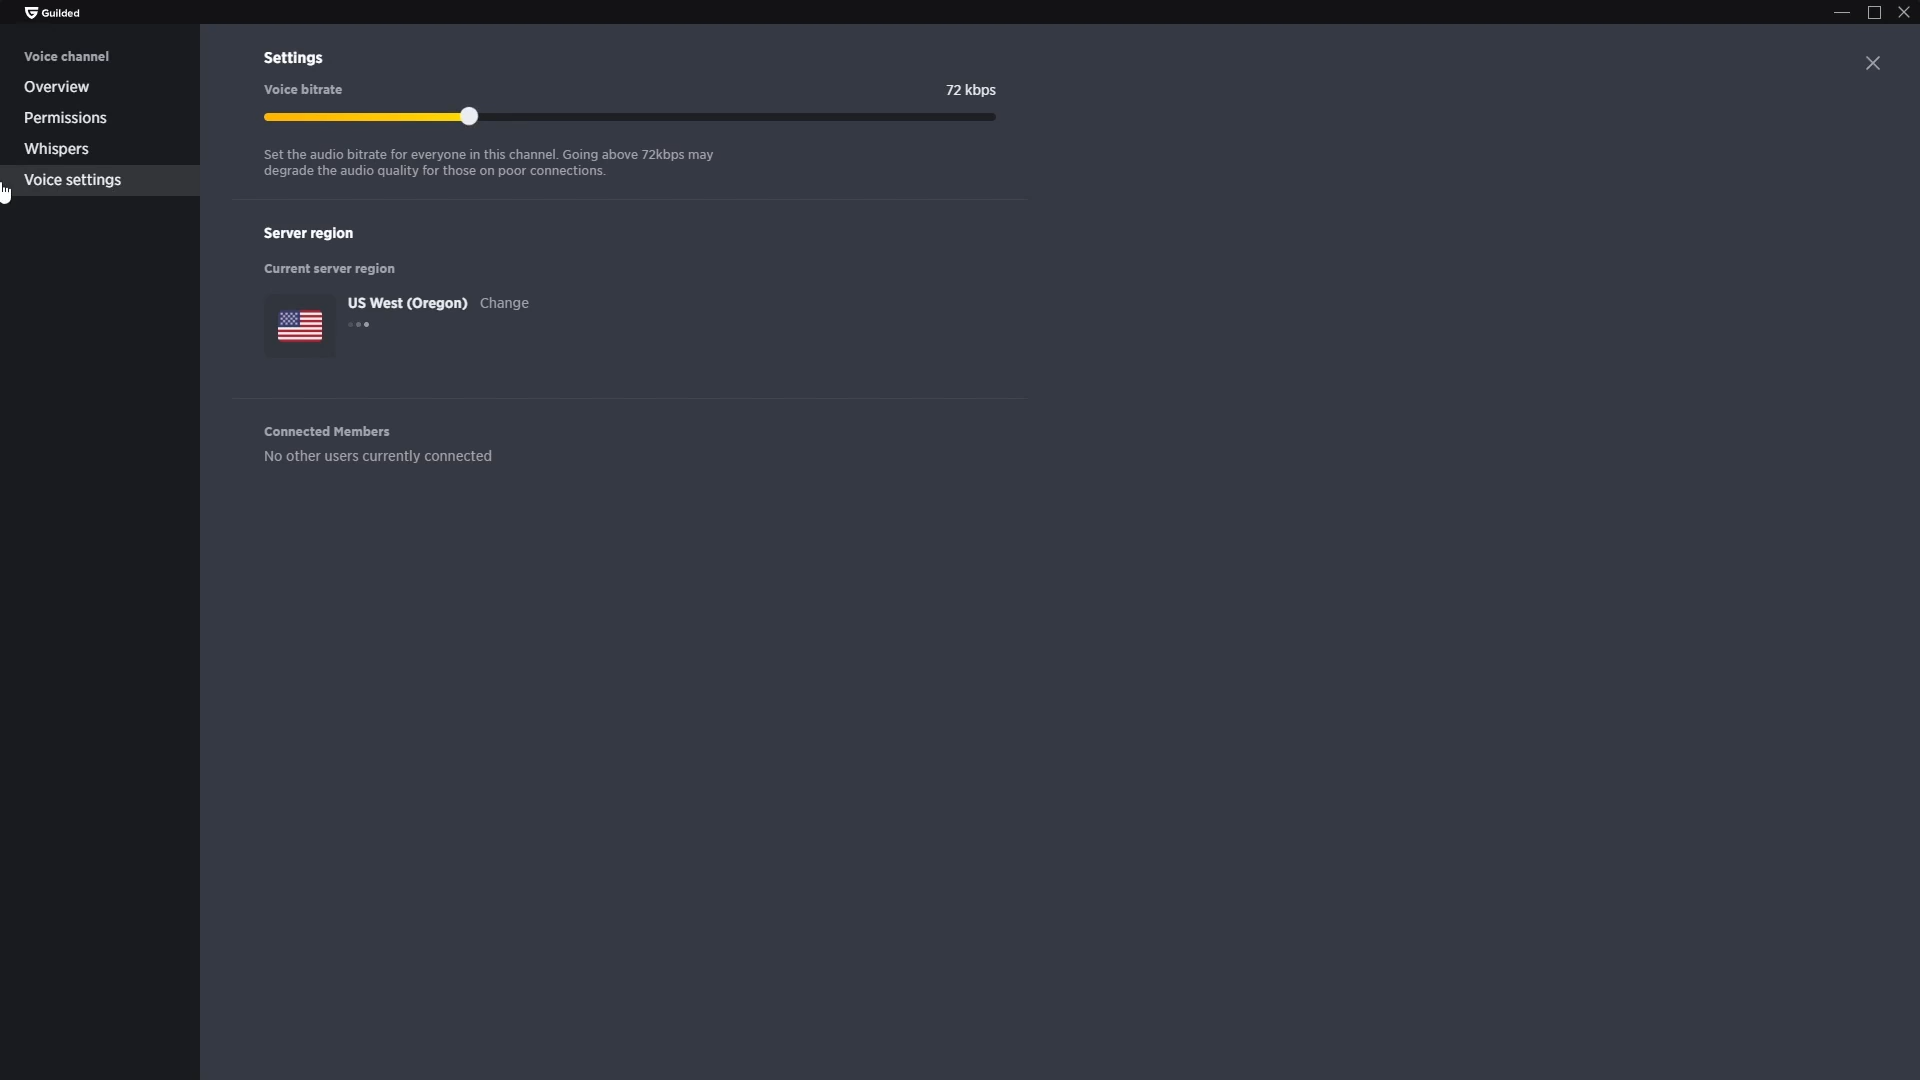 Guilded
Voice channel
Overview
Permissions
Whispers
Voice settings
Settings
Voice bitrate
72 kbps
Set the audio bitrate for everyone in this channel. Going above 72kbps may
degrade the audio quality for those on poor connections.
Server region
Current server region
US West (Oregon) Change
Connected Members
No other users currently connected